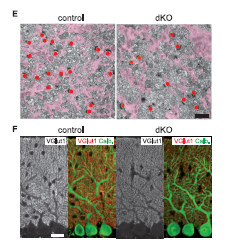 E
control
dKO
F
control
dKO
VGlut1
VGlut1 Calb.
VGlut1
VGlut1 Calb.